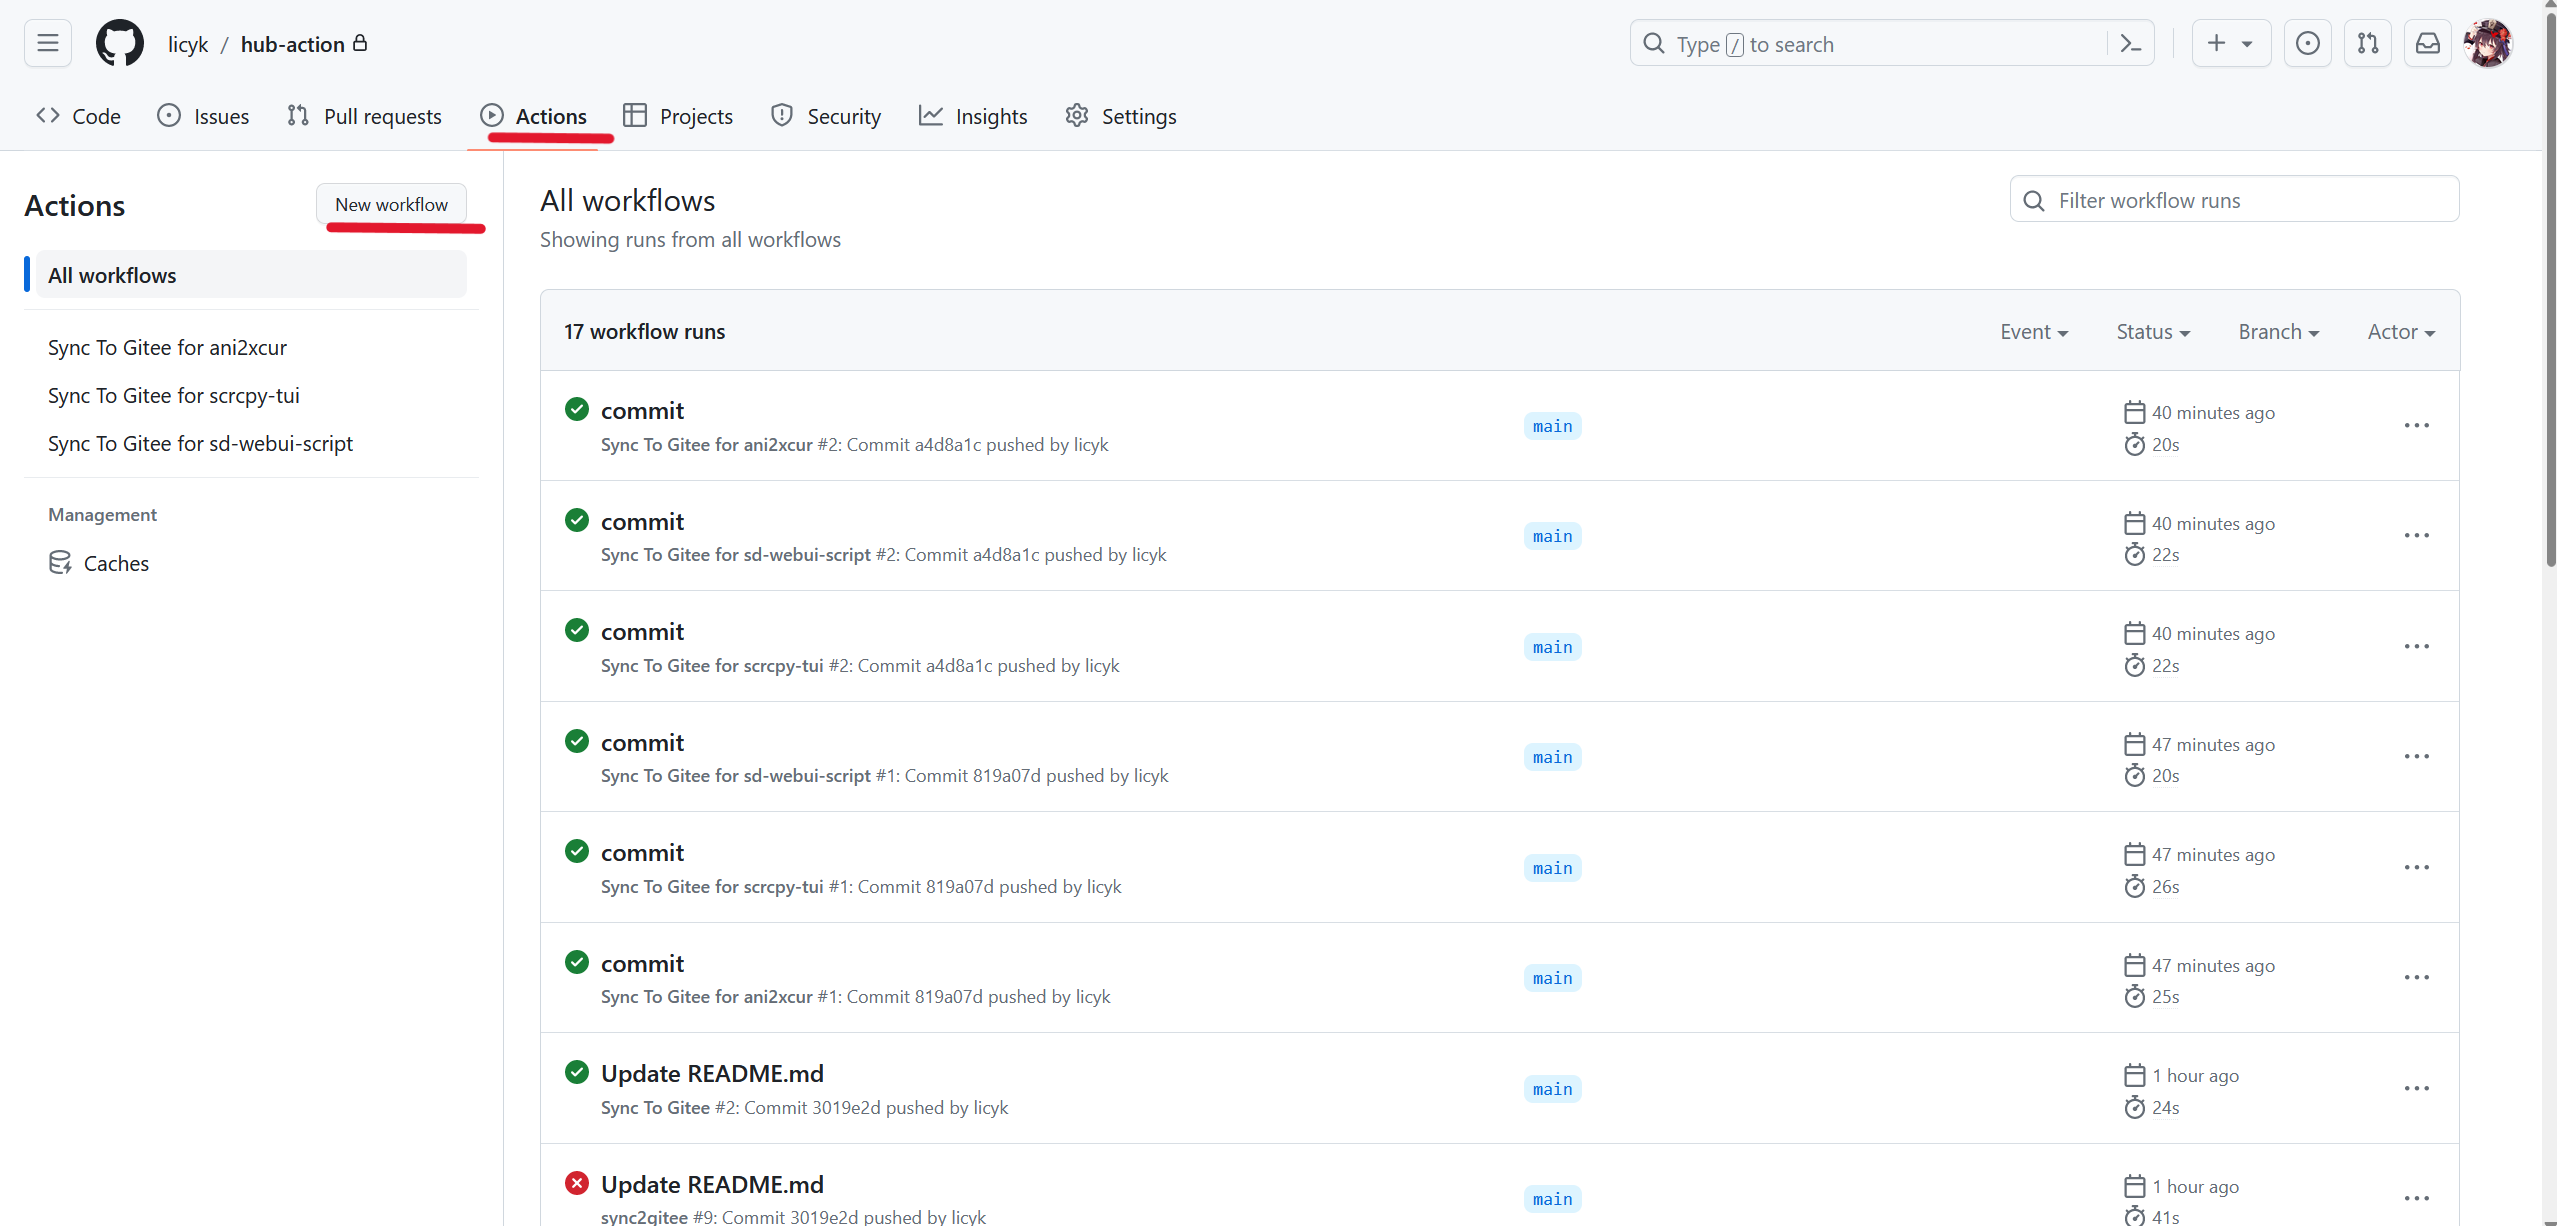 licyk / hub-action
Type / to search
Code Issues Pull requests Actions Projects Security Insights Settings
Actions
New workflow
All workflows
Sync To Gitee for ani2xcur
Sync To Gitee for scrcpy-tui
Sync To Gitee for sd-webui-script
Management
Caches
All workflows
Showing runs from all workflows
Filter workflow runs
17 workflow runs
Event Status Branch Actor
commit
Sync To Gitee for ani2xcur #2: Commit a4d8a1c pushed by licyk
main
40 minutes ago
20s
commit
Sync To Gitee for sd-webui-script #2: Commit a4d8a1c pushed by licyk
main
40 minutes ago
22s
commit
Sync To Gitee for scrcpy-tui #2: Commit a4d8a1c pushed by licyk
main
40 minutes ago
22s
commit
Sync To Gitee for sd-webui-script #1: Commit 819a07d pushed by licyk
main
47 minutes ago
20s
commit
Sync To Gitee for scrcpy-tui #1: Commit 819a07d pushed by licyk
main
47 minutes ago
26s
commit
Sync To Gitee for ani2xcur #1: Commit 819a07d pushed by licyk
main
47 minutes ago
25s
Update README.md
Sync To Gitee #2: Commit 3019e2d pushed by licyk
main
1 hour ago
24s
Update README.md
sync2gitee #9: Commit 3019e2d pushed by licyk
main
1 hour ago
41s